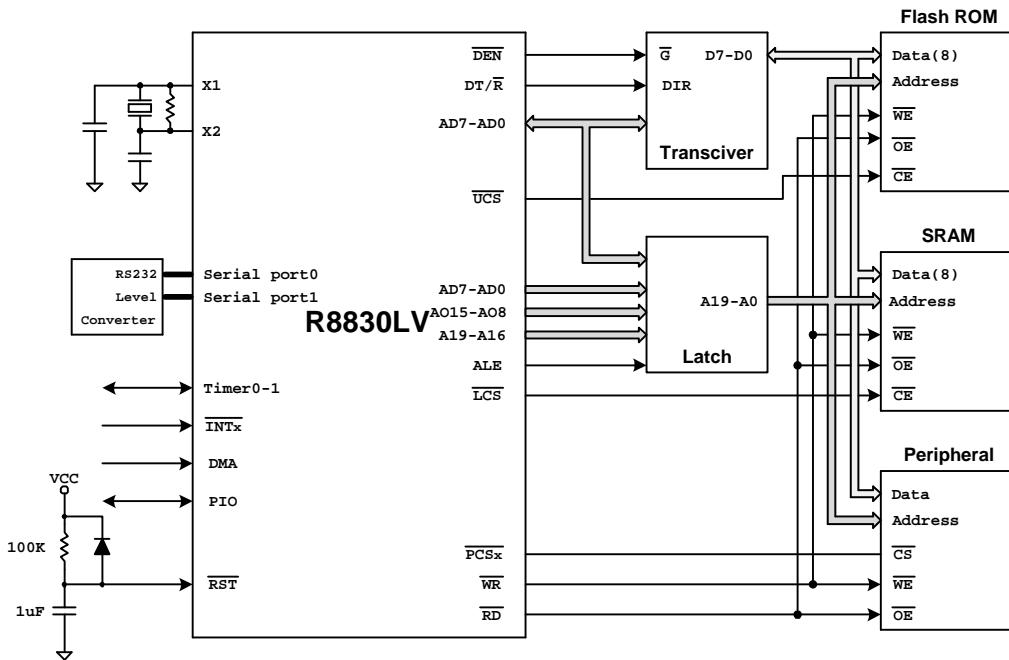 Flash ROM
DEN
G
D7-D0
Data(8)
X1
DT/R
DIR
Address
X2
AD7-AD0
WE
Transciver
OE
UCS
CE
SRAM
RS232
Serial port0
Data(8)
Level
Serial port1
AD7-AD0
A19-A0
Address
Converter
R8830LV
AO15-AO8
A19-A16
WE
Latch
ALE
OE
Timer0-1
LCS
CE
INTx
Peripheral
DMA
VCC
PIO
Data
Address
100K
PCSx
CS
RST
WR
WE
1uF
RD
OE